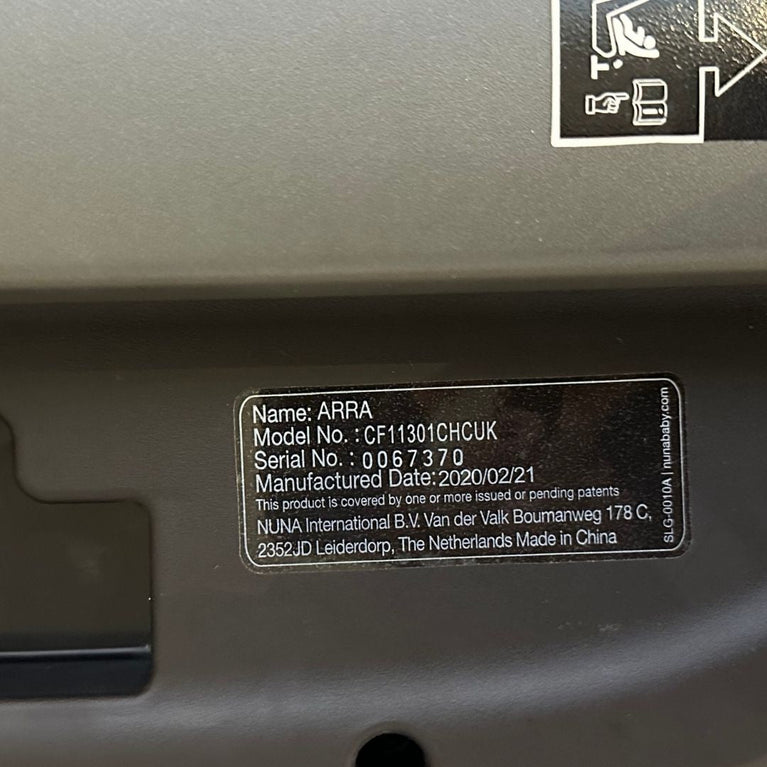 T.
Name: ARRA
Model No. : CF11301CHCUK
Serial No. : 0067370
Manufactured Date: 2020/02/21
This product is covered by one or more issued or pending patents
NUNA International B.V. Van der Valk Boumanweg 178 C,
2352JD Leiderdorp, The Netherlands Made in China
SLG-0010A | nunababy.com